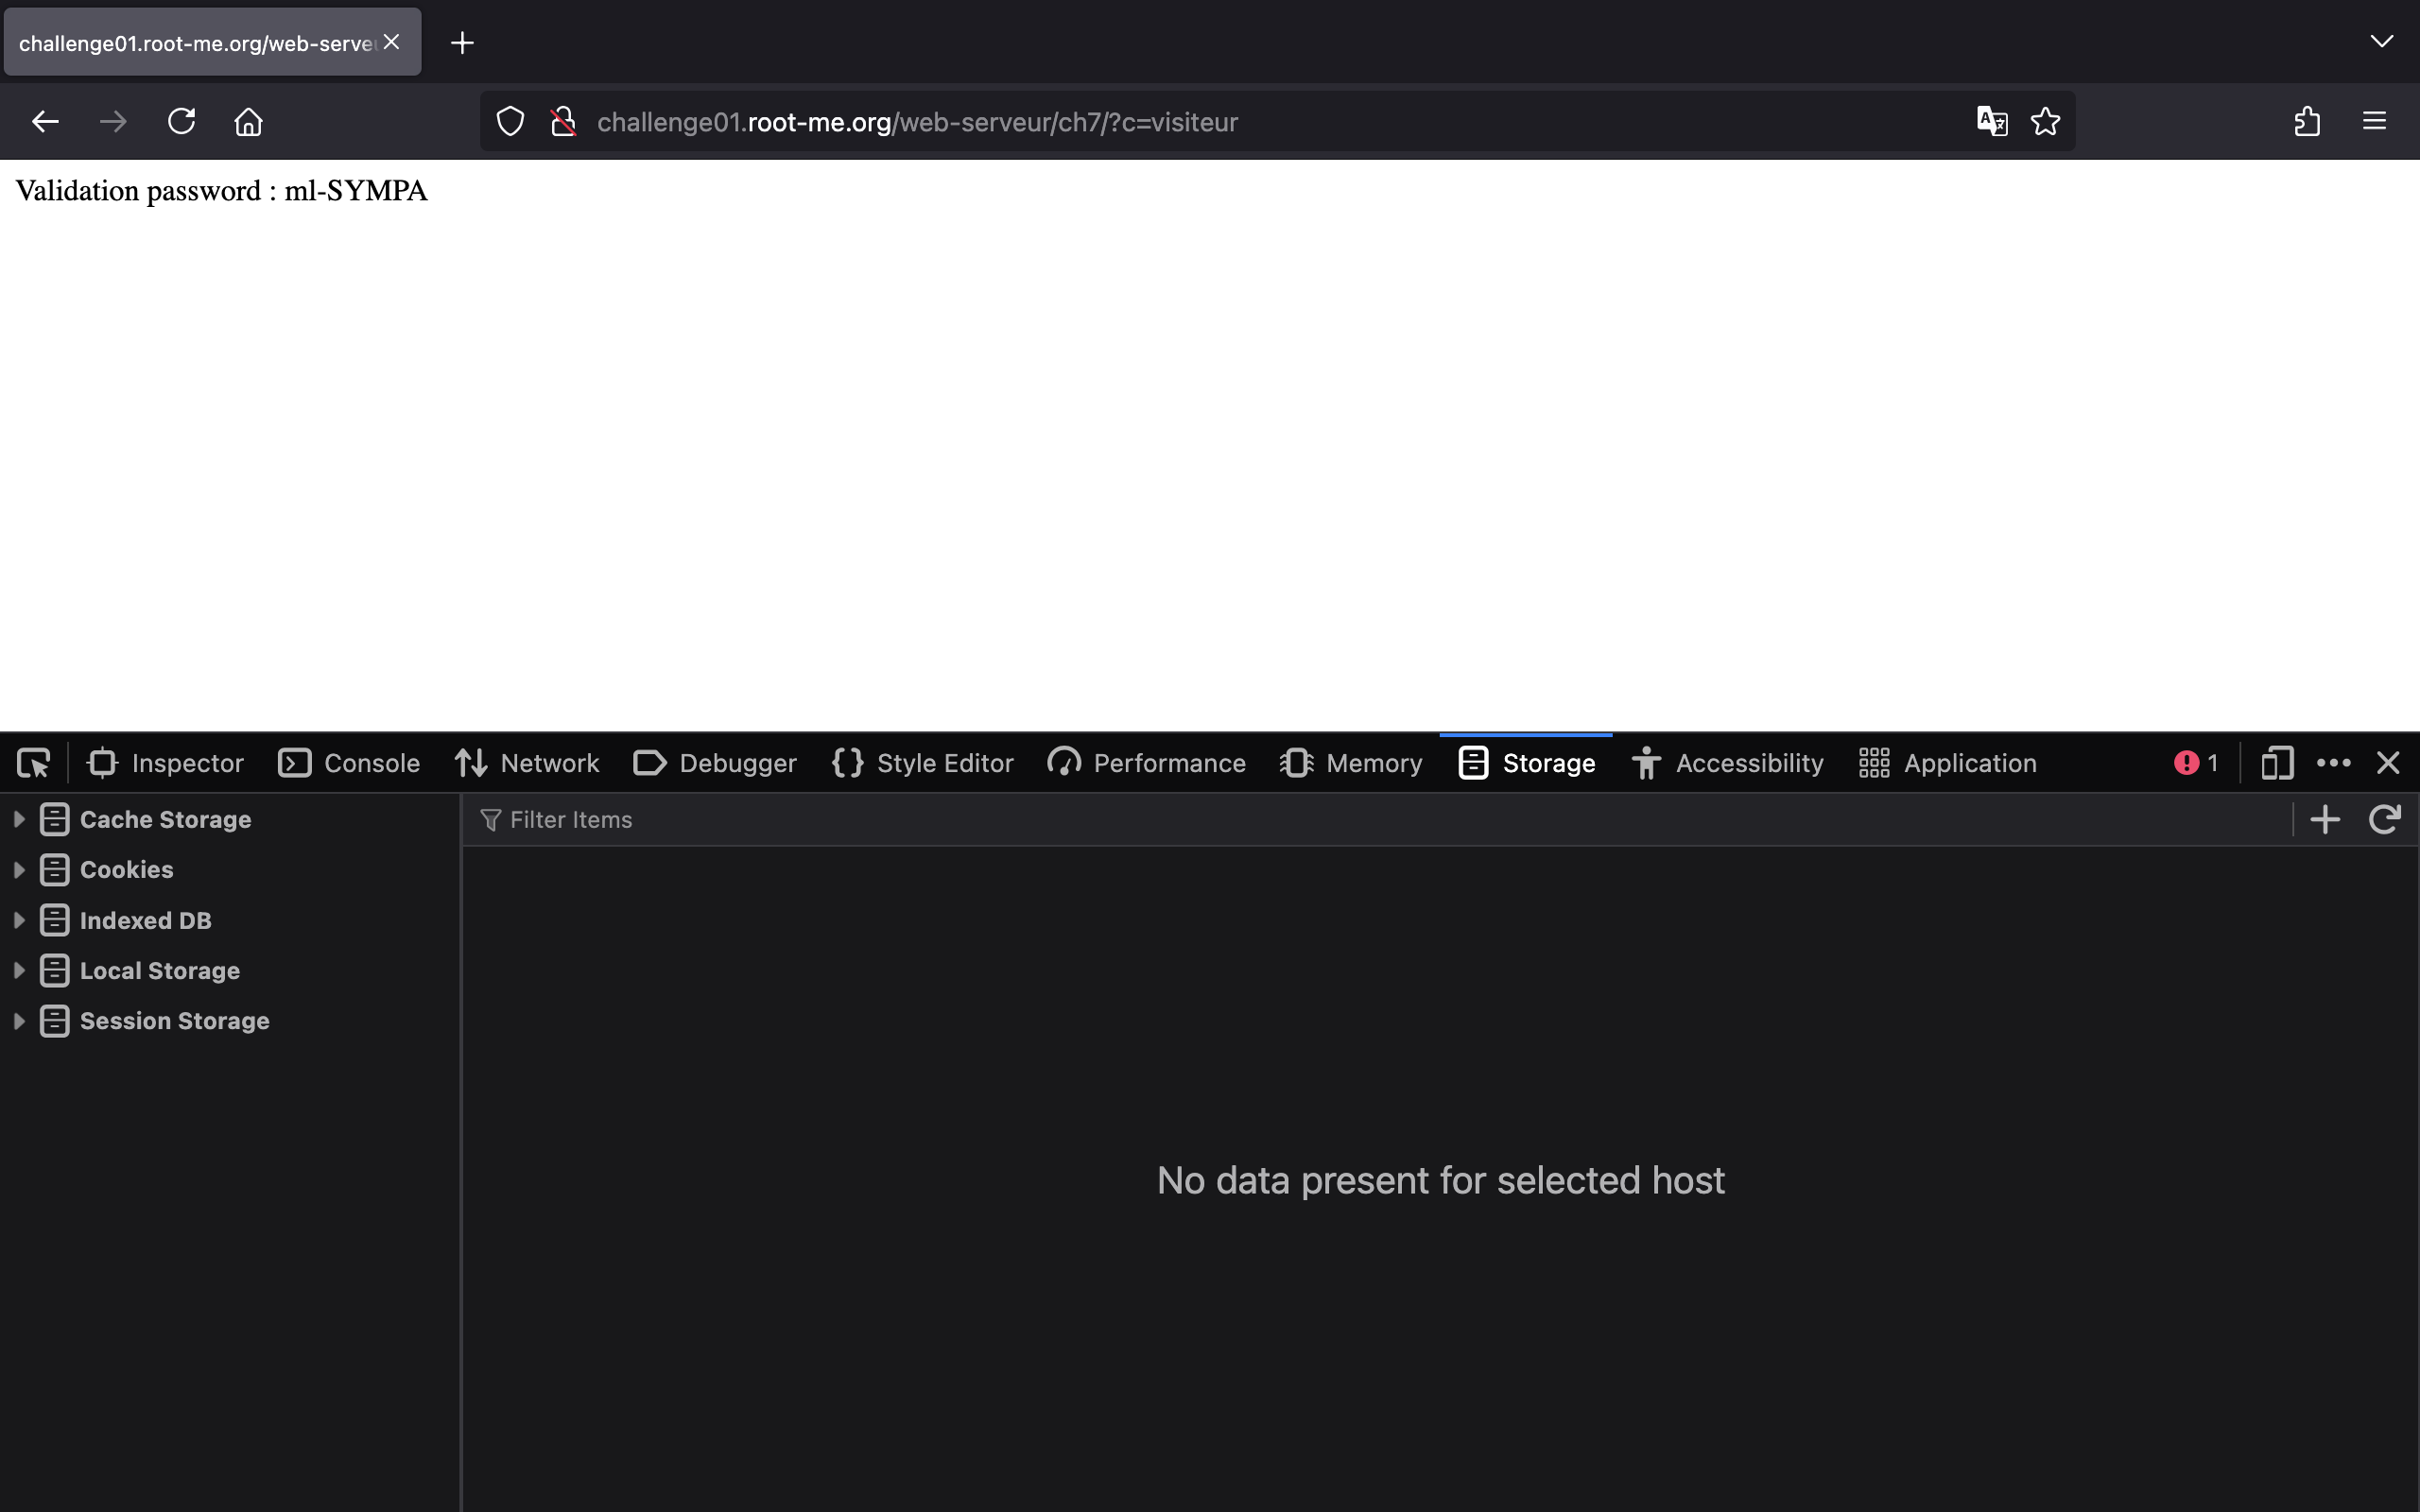 challenge01.root-me.org/web-serve
challenge01.root-me.org/web-serveur/ch7/?c=visiteur
Validation password : ml-SYMPA
Inspector Console Network Debugger Style Editor Performance Memory Storage Accessibility Application 1
Cache Storage
Filter Items
Cookies
Indexed DB
Local Storage
Session Storage
No data present for selected host